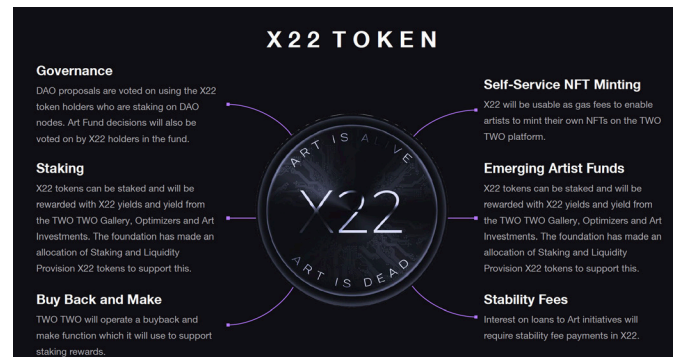 X22 TOKEN
Governance
DAO proposals are voted on using the X22
token holders who are staking on DAO
nodes. Art Fund decisions will also be
voted on by X22 holders in the fund.
Staking
X22 tokens can be staked and will be
rewarded with X22 yields and yield from
the TWO TWO Gallery, Optimizers and Art
Investments. The foundation has made an
allocation of Staking and Liquidity
Provision X22 tokens to support this.
Buy Back and Make
TWO TWO will operate a buyback and
make function which it will use to support
staking rewards.
ART IS ALIVE
X22
ART IS DEAD
Self-Service NFT Minting
X22 will be usable as gas fees to enable
artists to mint their own NFTs on the TWO
TWO platform.
Emerging Artist Funds
X22 tokens can be staked and will be
rewarded with X22 yields and yield from
the TWO TWO Gallery, Optimizers and Art
Investments. The foundation has made an
allocation of Staking and Liquidity
Provision X22 tokens to support this.
Stability Fees
Interest on loans to Art initiatives will
require stability fee payments in X22.